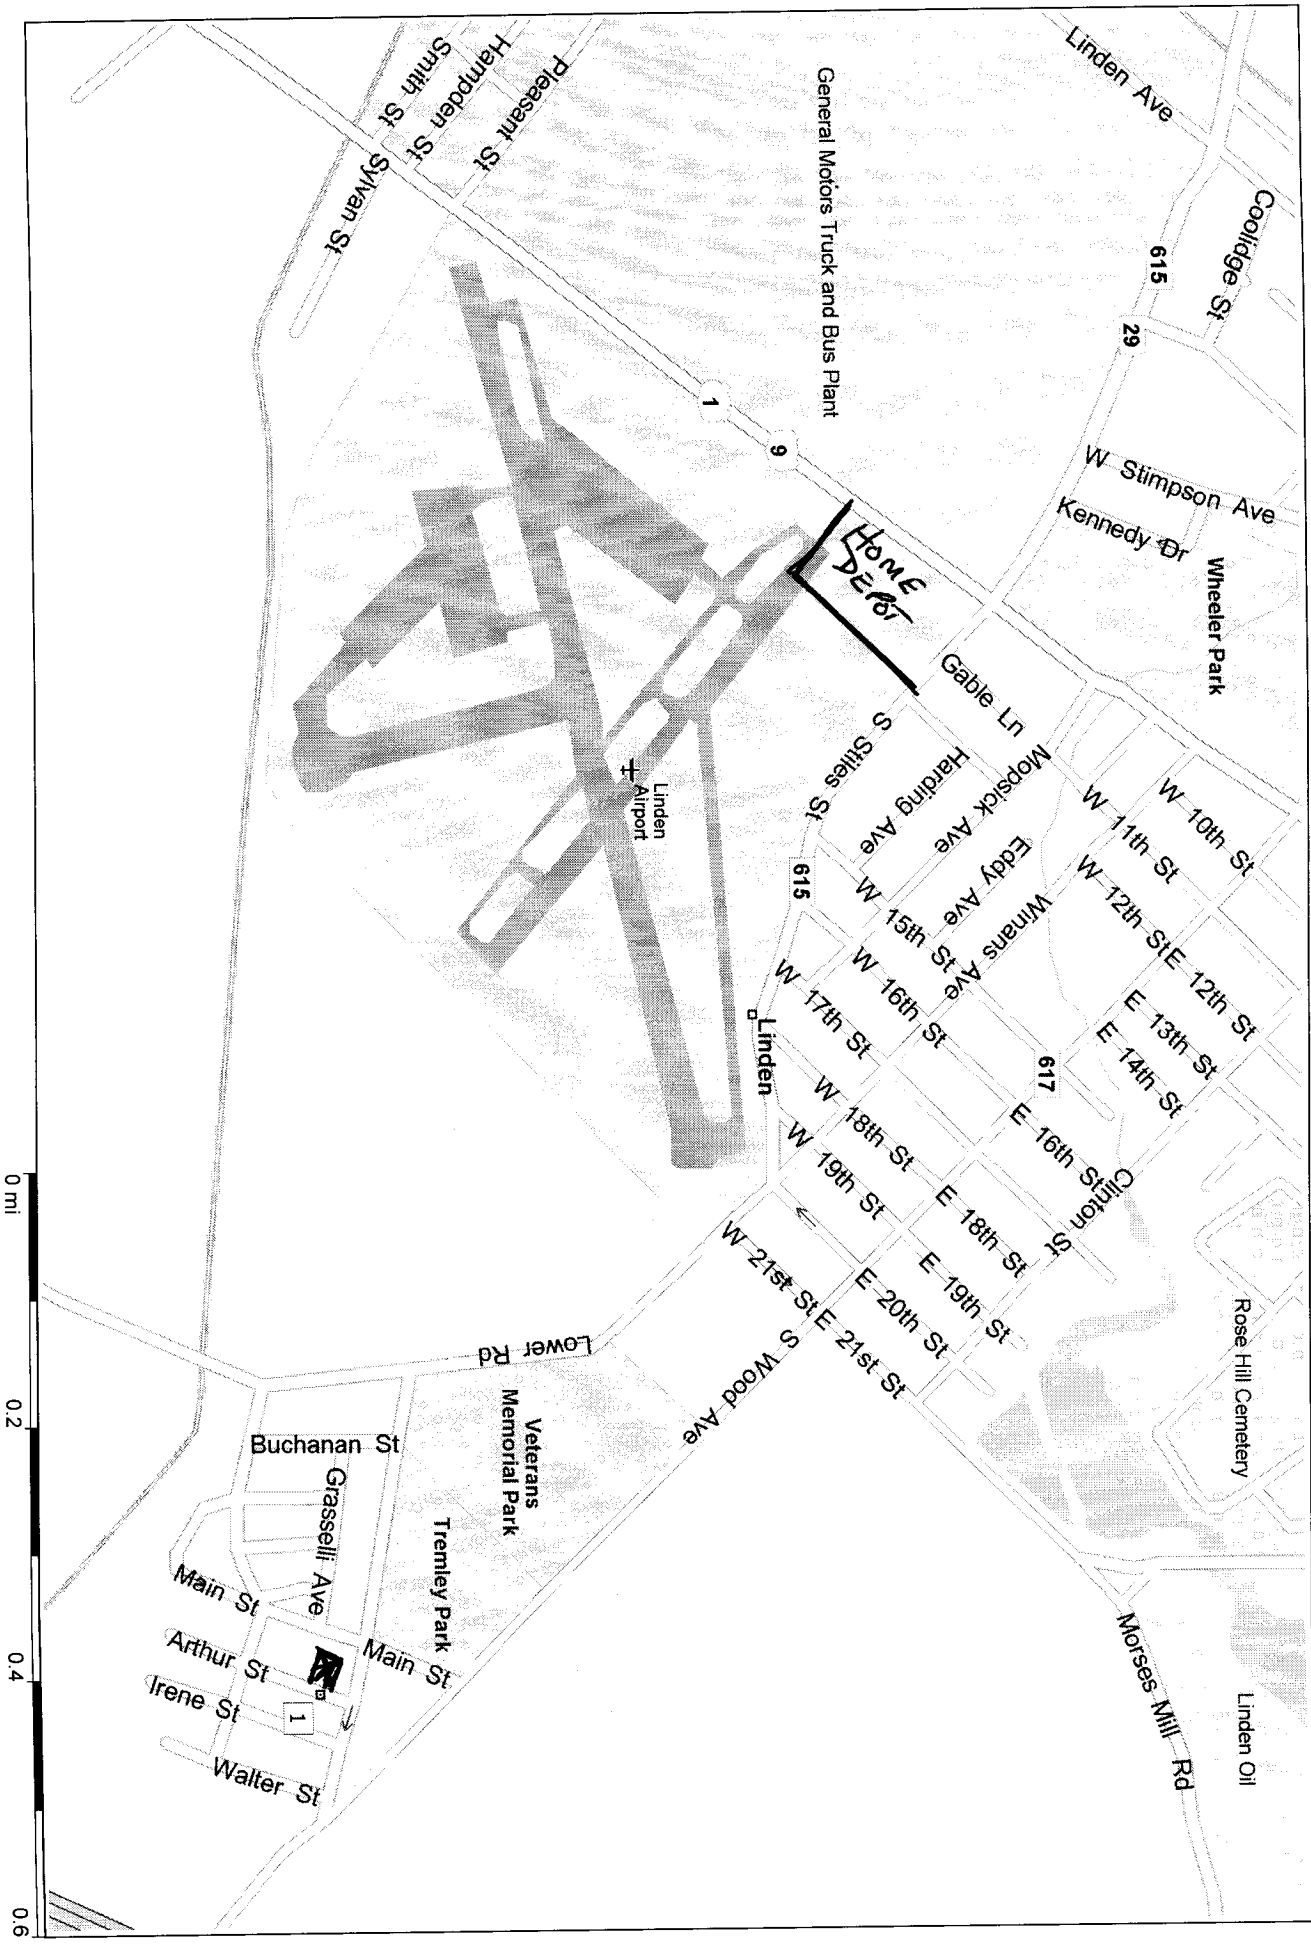 Linden Ave
Coolidge St
615
29
W Stimpson Ave
Kennedy Dr
Wheeler Park
General Motors Truck and Bus Plant
Pleasant St
Hampden St
Smith St
Sylvan St
1
9
HOME
DEPOT
Gable Ln
Mopsick Ave
Harding Ave
S Stiles St
Eddy Ave
Winans Ave
W 10th St
W 11th St
W 12th St
E 12th St
E 13th St
E 14th St
W 15th St
W 16th St
E 16th St
W 17th St
W 18th St
E 18th St
W 19th St
E 19th St
E 20th St
W 21st St
E 21st St
615
617
Linden
Airport
Linden
Clinton St
Rose Hill Cemetery
S Wood Ave
Lower Rd
Veterans
Memorial Park
Tremley Park
Morses Mill Rd
Linden Oil
Buchanan St
Grasselli Ave
Main St
Main St
Arthur St
Irene St
Walter St
1
0 mi
0.2
0.4
0.6